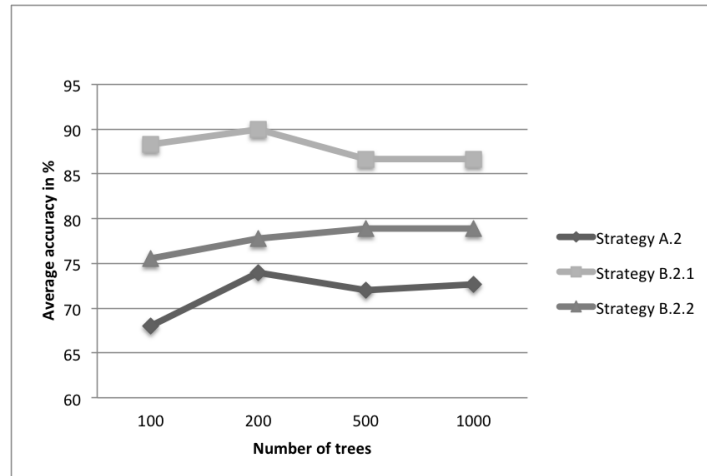 95
90
85
80
75
70
65
60
Average accuracy in %
100 200 500 1000
Number of trees
Strategy A.2
Strategy B.2.1
Strategy B.2.2